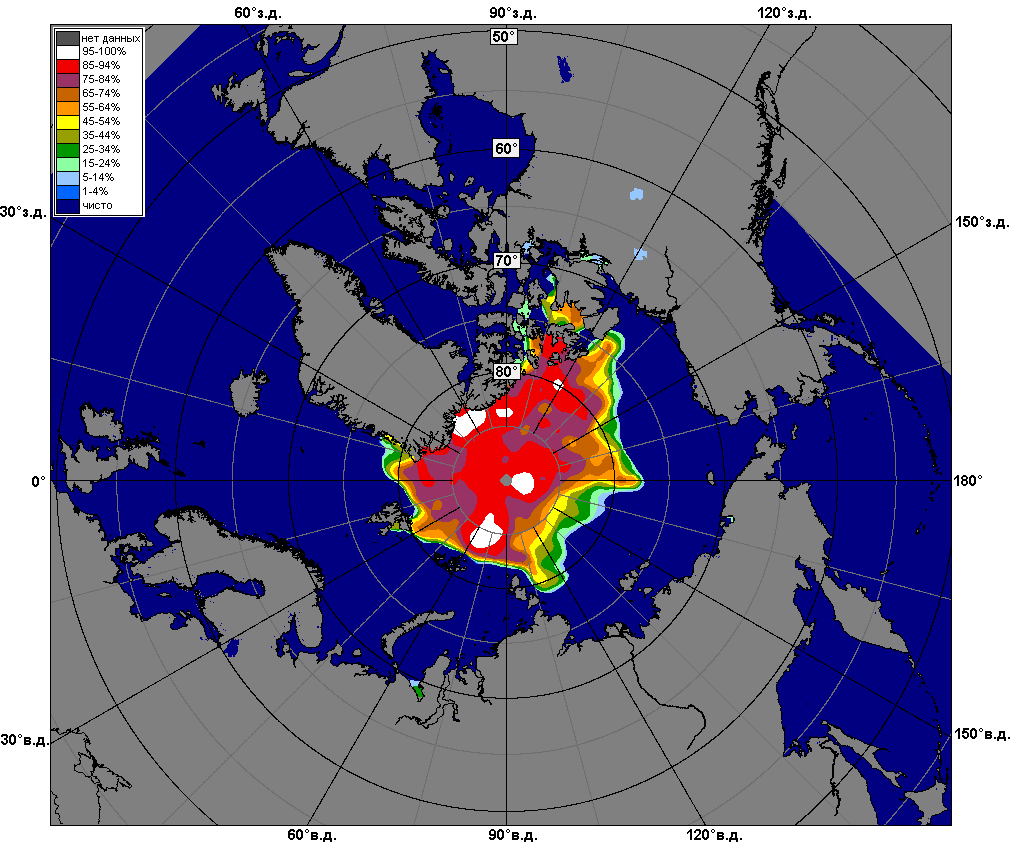 60°з.д.
90°з.д.
120°з.д.
нет данных
95-100%
85-94%
75-84%
65-74%
55-64%
45-54%
35-44%
25-34%
15-24%
5-14%
1-4%
чисто
50°
60°
70°
80°
30°з.д.
150°з.д.
0°
180°
30°в.д.
150°в.д.
60°в.д.
90°в.д.
120°в.д.